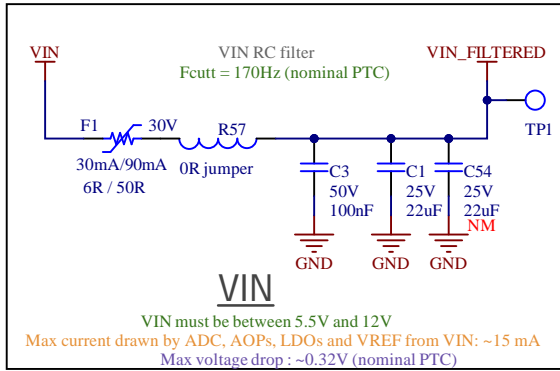 VIN
VIN RC filter
VIN_FILTERED
Fcutt = 170Hz (nominal PTC)
F1
30V
R57
TP1
30mA/90mA
0R jumper
6R / 50R
C3
50V
100nF
C1
25V
22uF
C54
25V
22uF
NM
GND
GND
GND
VIN
VIN must be between 5.5V and 12V
Max current drawn by ADC, AOPs, LDOs and VREF from VIN: ~15 mA
Max voltage drop : ~0.32V (nominal PTC)